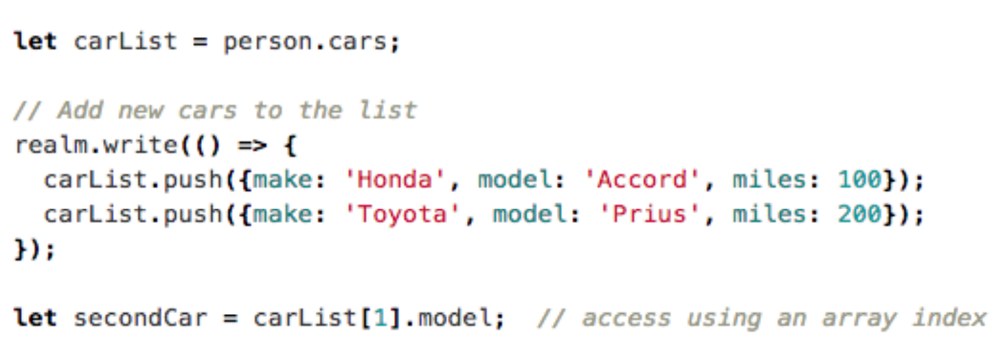 let carList = person.cars;
// Add new cars to the list
realm.write(() => {
  carList.push({make: 'Honda', model: 'Accord', miles: 100});
  carList.push({make: 'Toyota', model: 'Prius', miles: 200});
});
let secondCar = carList[1].model;  // access using an array index